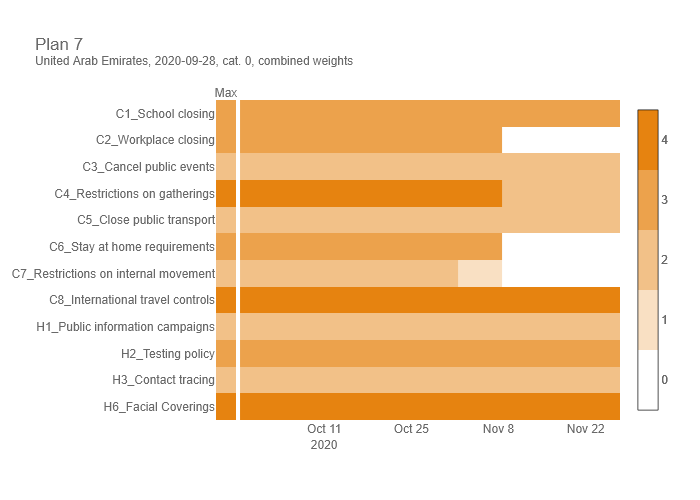 Plan 7
United Arab Emirates, 2020-09-28, cat. 0, combined weights
Max
C1_School closing
C2_Workplace closing
C3_Cancel public events
C4_Restrictions on gatherings
C5_Close public transport
C6_Stay at home requirements
C7_Restrictions on internal movement
C8_International travel controls
H1_Public information campaigns
H2_Testing policy
H3_Contact tracing
H6_Facial Coverings
Oct 11 Oct 25 Nov 8 Nov 22
2020
4
3
2
1
0